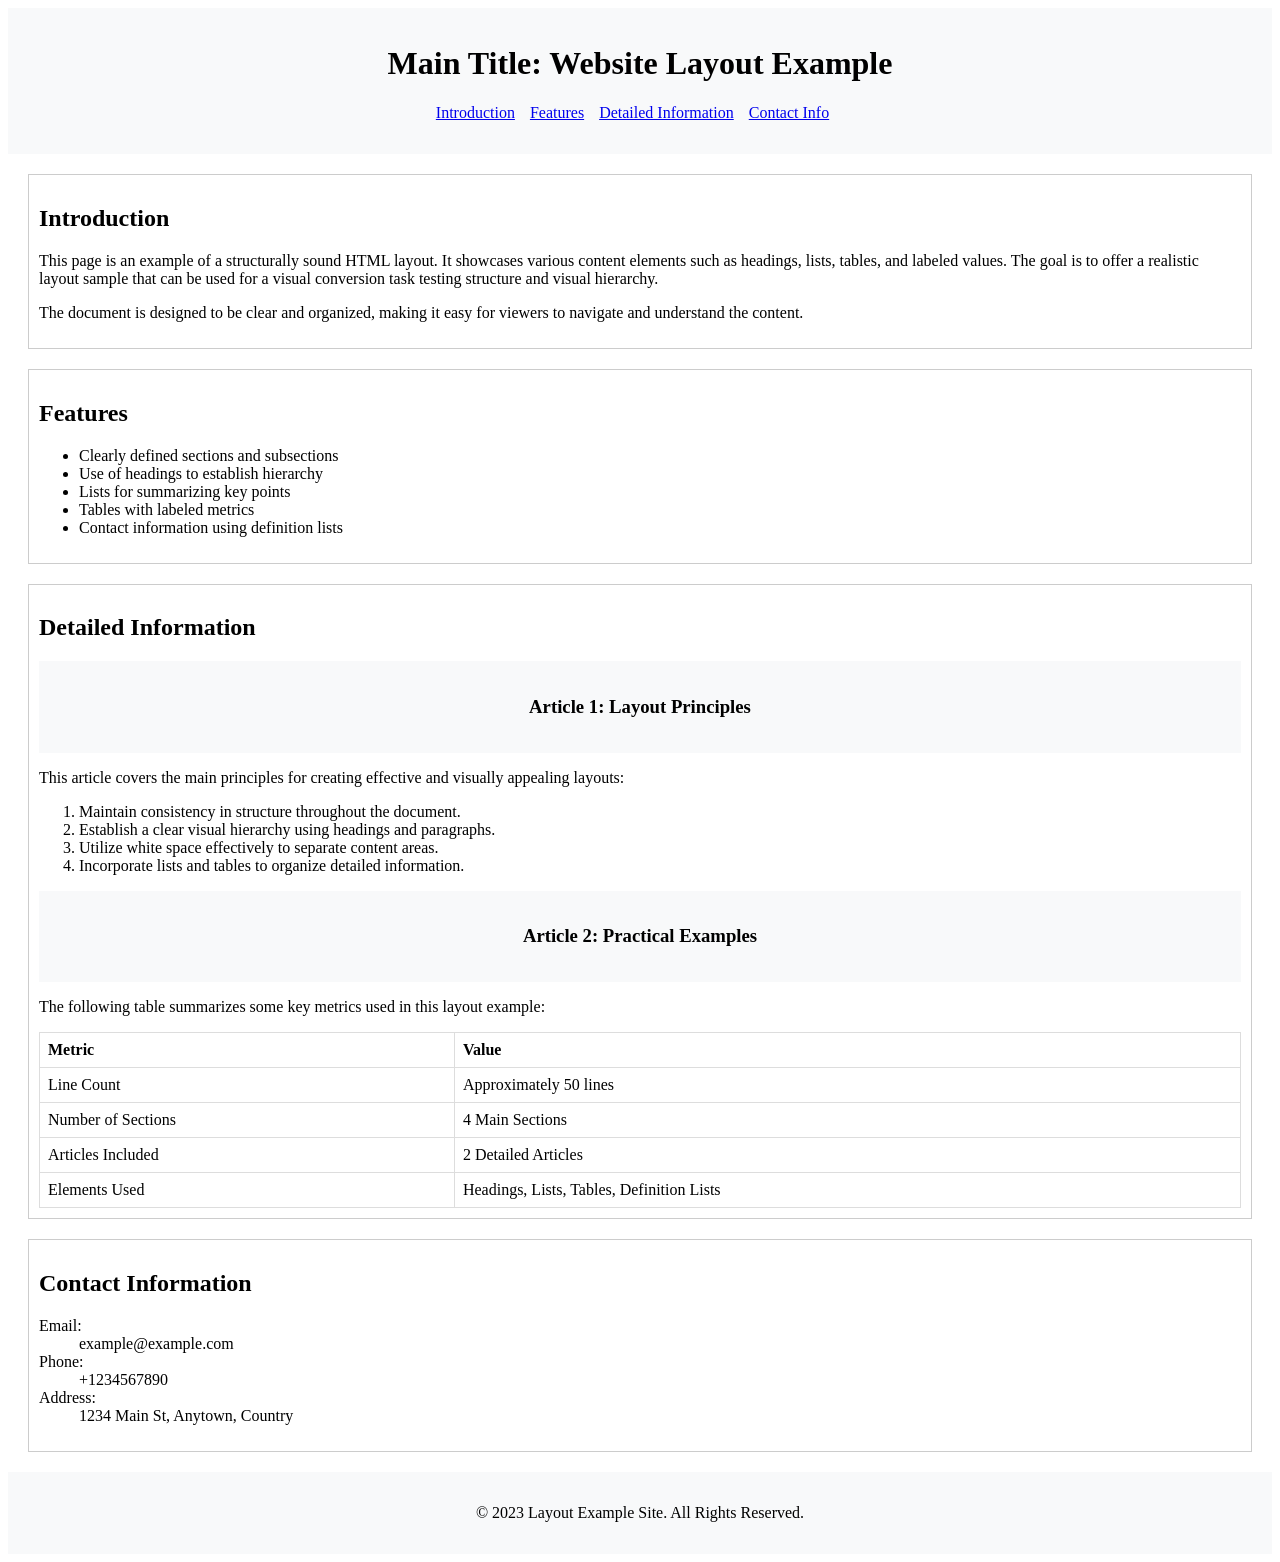 Main Title: Website Layout Example
Introduction Features Detailed Information Contact Info
Introduction
This page is an example of a structurally sound HTML layout. It showcases various content elements such as headings, lists, tables, and labeled values. The goal is to offer a realistic
layout sample that can be used for a visual conversion task testing structure and visual hierarchy.
The document is designed to be clear and organized, making it easy for viewers to navigate and understand the content.
Features
• Clearly defined sections and subsections
• Use of headings to establish hierarchy
• Lists for summarizing key points
• Tables with labeled metrics
• Contact information using definition lists
Detailed Information
Article 1: Layout Principles
This article covers the main principles for creating effective and visually appealing layouts:
1. Maintain consistency in structure throughout the document.
2. Establish a clear visual hierarchy using headings and paragraphs.
3. Utilize white space effectively to separate content areas.
4. Incorporate lists and tables to organize detailed information.
Article 2: Practical Examples
The following table summarizes some key metrics used in this layout example:
Metric Value
Line Count Approximately 50 lines
Number of Sections 4 Main Sections
Articles Included 2 Detailed Articles
Elements Used Headings, Lists, Tables, Definition Lists
Contact Information
Email:
example@example.com
Phone:
+1234567890
Address:
1234 Main St, Anytown, Country
© 2023 Layout Example Site. All Rights Reserved.